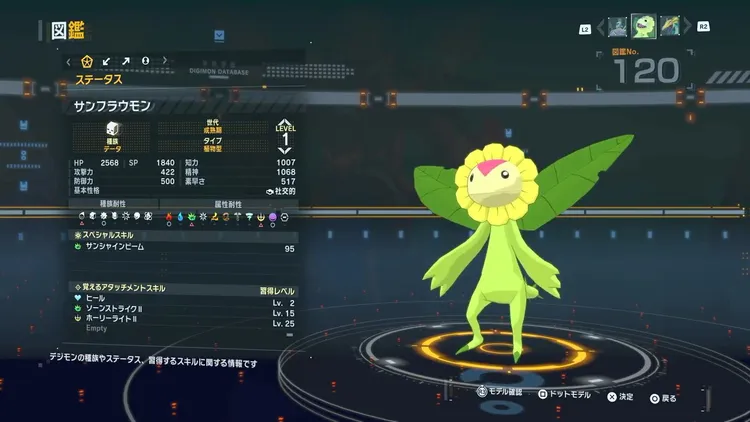 図鑑
L2
R2
図鑑No.
120
DIGIMON DATABASE
ステータス
サンフラウモン
種族
データ
世代
成熟期
タイプ
植物型
LEVEL
1
HP 2568 SP 1840 知力 1007
攻撃力 422 精神 1068
防御力 500 素早さ 517
基本性格 社交的
種族耐性 属性耐性
スペシャルスキル
サンシャインビーム 95
覚えるアタッチメントスキル 習得レベル
ヒール Lv. 2
ソーンストライクⅡ Lv. 15
ホーリーライトⅡ Lv. 25
Empty
デジモンの種族やステータス、習得するスキルに関する情報です
モデル確認 ドットモデル 決定 戻る